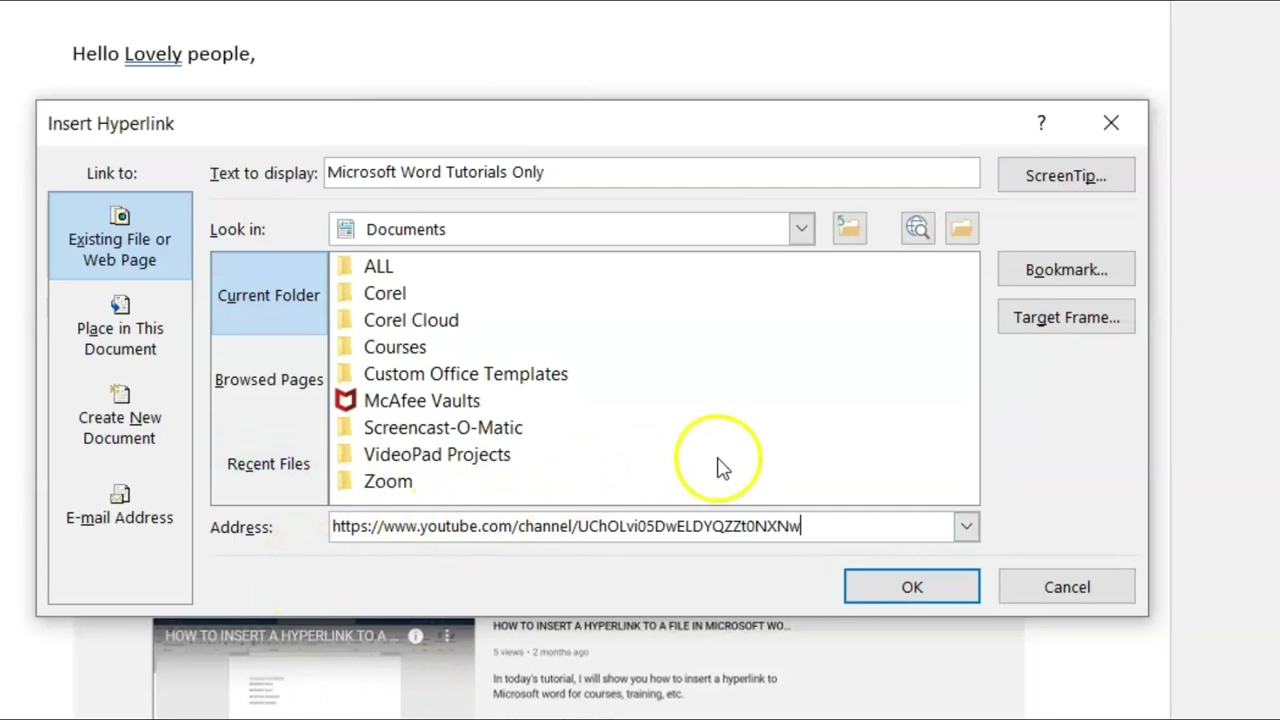 Hello Lovely people,
Insert Hyperlink
?
Link to:
Text to display:
Microsoft Word Tutorials Only
ScreenTip...
Existing File or
Web Page
Look in:
Documents
Current Folder
ALL
Corel
Corel Cloud
Courses
Custom Office Templates
McAfee Vaults
Screencast-O-Matic
VideoPad Projects
Zoom
Bookmark...
Target Frame...
Place in This
Document
Browsed Pages
Create New
Document
Recent Files
E-mail Address
Address:
https://www.youtube.com/channel/UChOLvi05DwELDYQZZt0NXNw
OK
Cancel
HOW TO INSERT A HYPERLINK TO A ...
HOW TO INSERT A HYPERLINK TO A FILE IN MICROSOFT WO...
5 views • 2 months ago
In today's tutorial, I will show you how to insert a hyperlink to
Microsoft word for courses, training, etc.